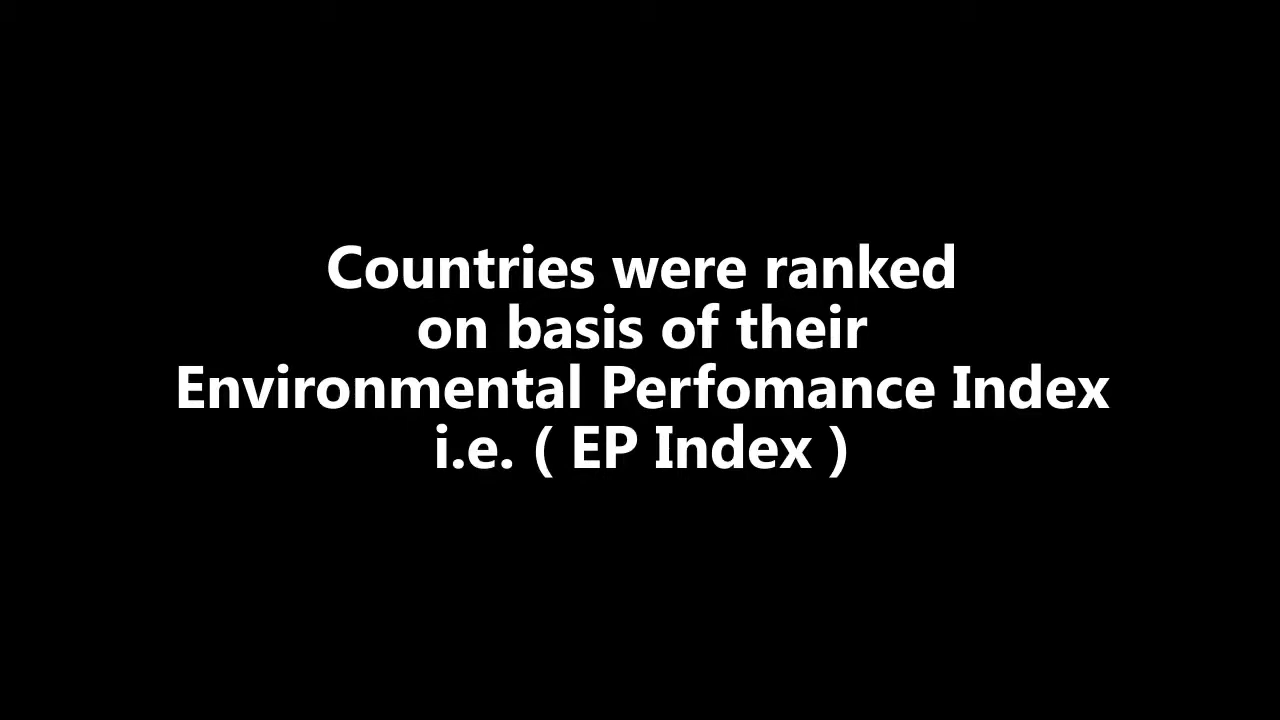 Countries were ranked
on basis of their
Environmental Perfomance Index
i.e. ( EP Index )